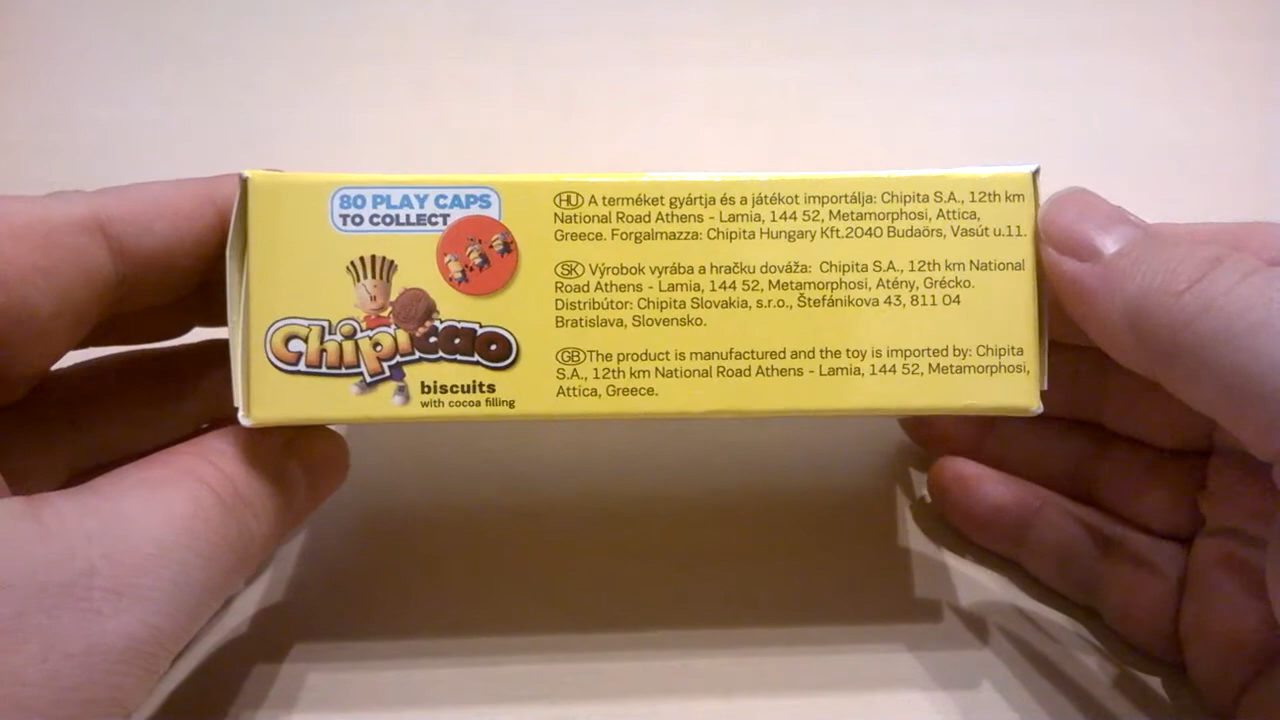 80 PLAY CAPS
TO COLLECT
Chipicao
biscuits
with cocoa filling
HU A terméket gyártja és a játékot importálja: Chipita S.A., 12th km
National Road Athens - Lamia, 144 52, Metamorphosi, Attica,
Greece. Forgalmazza: Chipita Hungary Kft.2040 Budaörs, Vasút u.11.
SK Výrobok vyrába a hračku dováža: Chipita S.A., 12th km National
Road Athens - Lamia, 144 52, Metamorphosi, Atény, Grécko.
Distribútor: Chipita Slovakia, s.r.o., Štefánikova 43, 811 04
Bratislava, Slovensko.
GB The product is manufactured and the toy is imported by: Chipita
S.A., 12th km National Road Athens - Lamia, 144 52, Metamorphosi,
Attica, Greece.